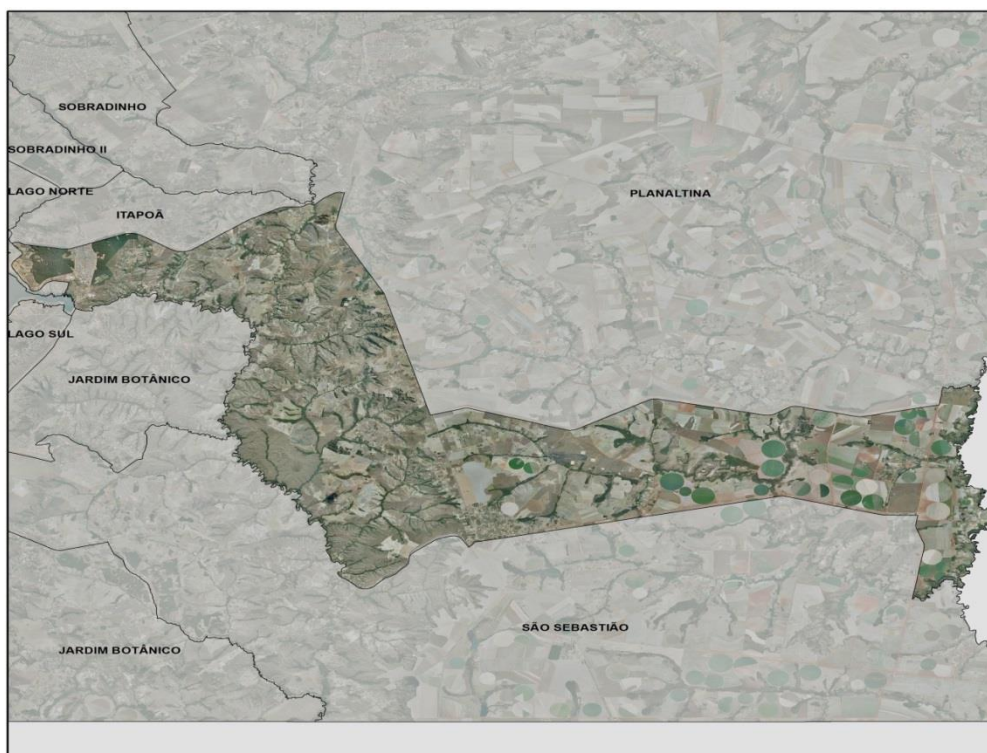 SOBRADINHO
SOBRADINHO II
LAGO NORTE
PLANALTINA
ITAPOÃ
LAGO SUL
JARDIM BOTÂNICO
SÃO SEBASTIÃO
JARDIM BOTÂNICO